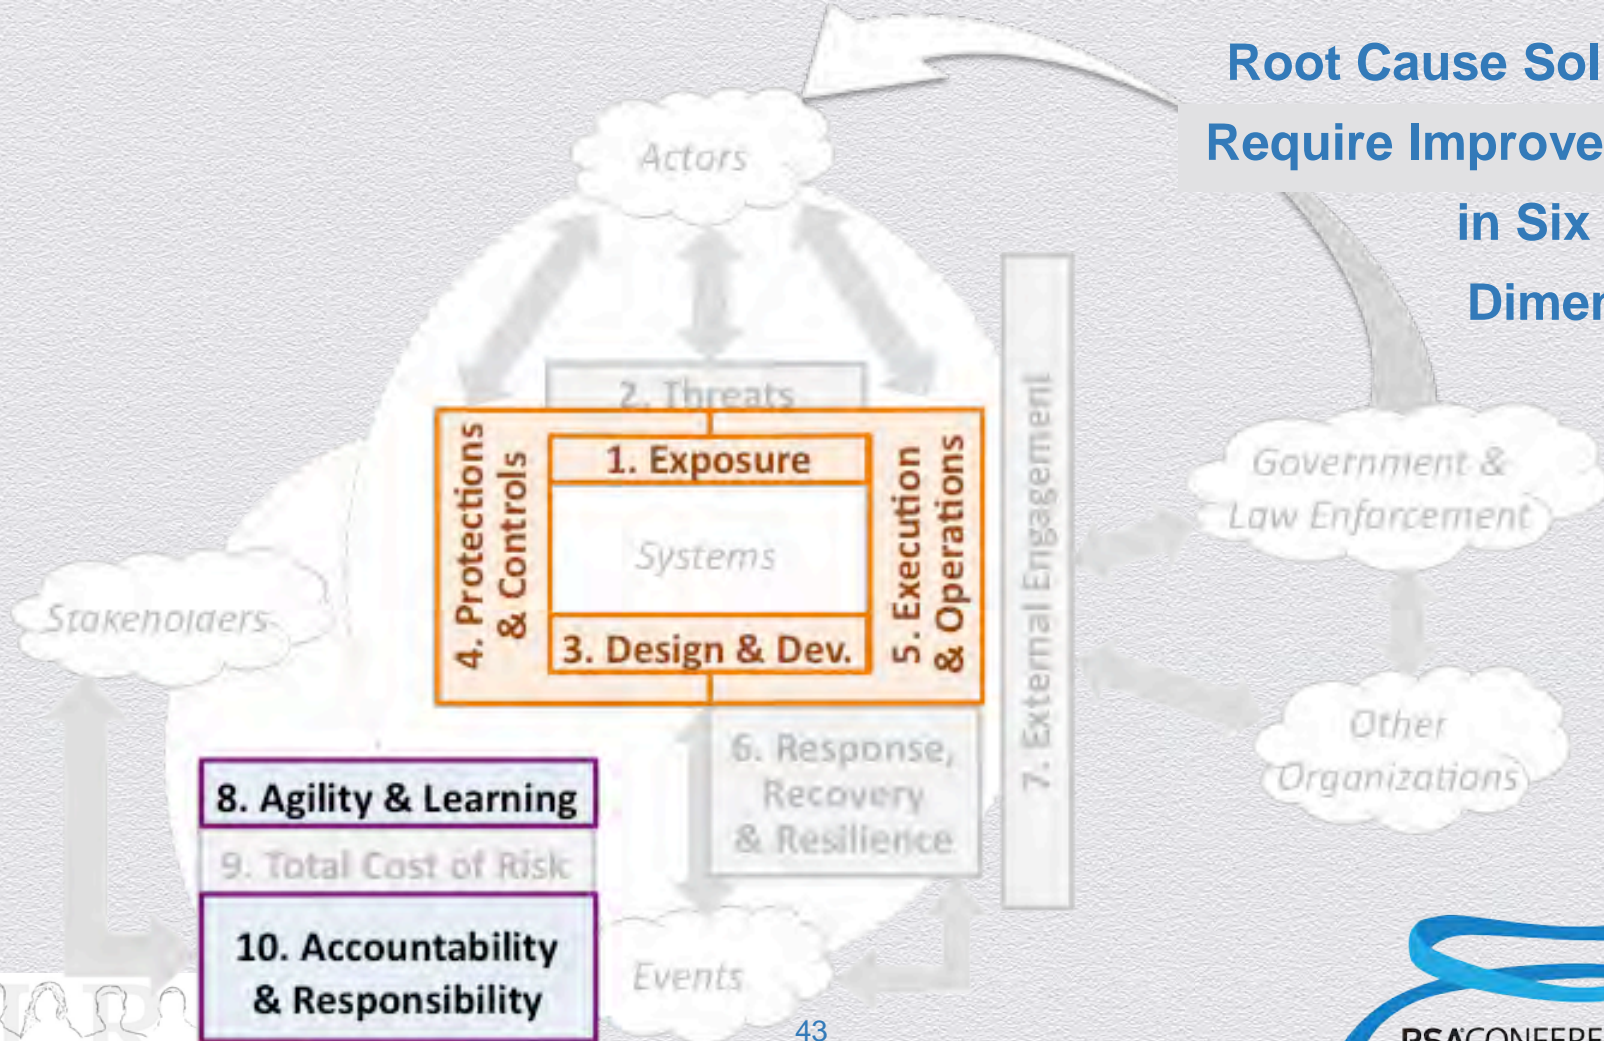 Root Cause Sol
Require Improve
in Six
Dimen
Actors
2. Threats
1. Exposure
4. Protections
& Controls
Systems
5. Execution
& Operations
3. Design & Dev.
7. External Engagement
Government &
Law Enforcement
Stakeholders
Other
Organizations
6. Response,
Recovery
& Resilience
8. Agility & Learning
9. Total Cost of Risk
10. Accountability
& Responsibility
Events
43
RSACONFERE